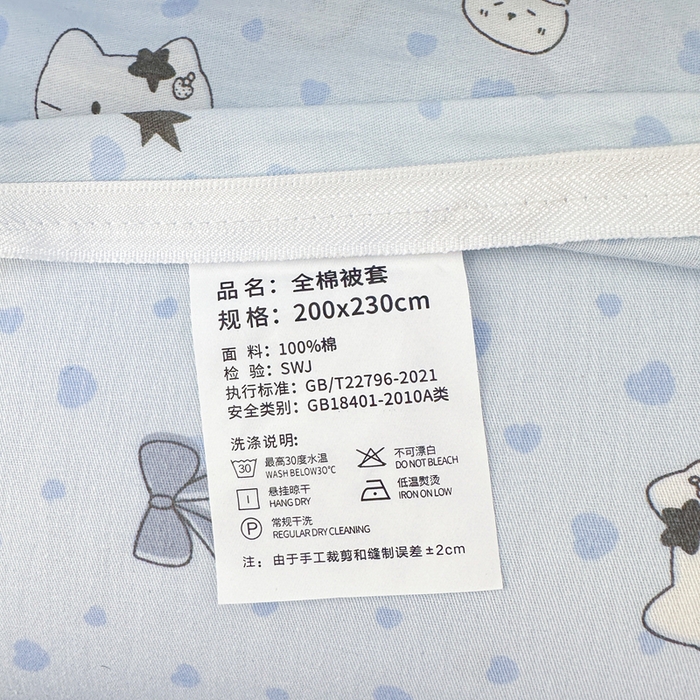 品名：全棉被套
规格：200x230cm
面 料：100%棉
检 验：SWJ
执行标准：GB/T22796-2021
安全类别：GB18401-2010A类
洗涤说明:
30 最高30度水温 不可漂白
WASH BELOW30°C DO NOT BLEACH
悬挂晾干 低温熨烫
HANG DRY IRON ON LOW
P 常规干洗
REGULAR DRY CLEANING
注：由于手工裁剪和缝制误差±2cm